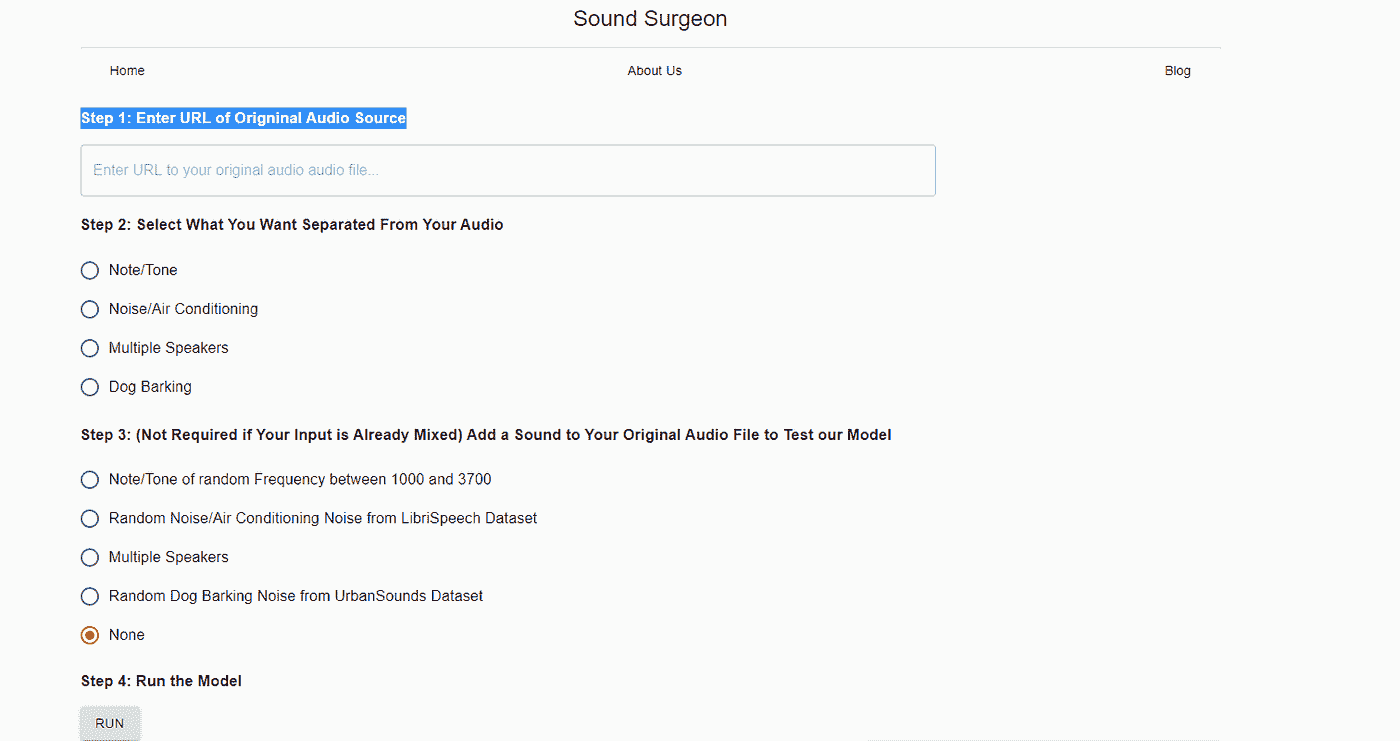 Sound Surgeon
Home
About Us
Blog
Step 1: Enter URL of Origninal Audio Source
Enter URL to your original audio audio file...
Step 2: Select What You Want Separated From Your Audio
Note/Tone
Noise/Air Conditioning
Multiple Speakers
Dog Barking
Step 3: (Not Required if Your Input is Already Mixed) Add a Sound to Your Original Audio File to Test our Model
Note/Tone of random Frequency between 1000 and 3700
Random Noise/Air Conditioning Noise from LibriSpeech Dataset
Multiple Speakers
Random Dog Barking Noise from UrbanSounds Dataset
None
Step 4: Run the Model
RUN